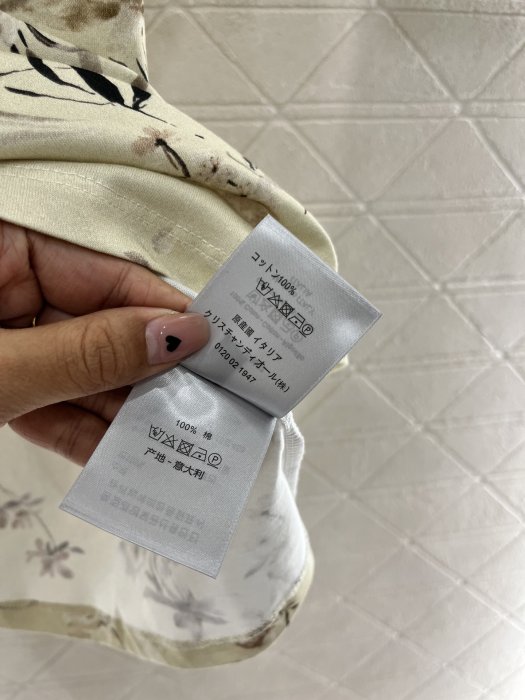 コットン100%
原産国 イタリア
クリスチャンディオール(株)
0120 02 1947
100% 棉
产地 - 意大利